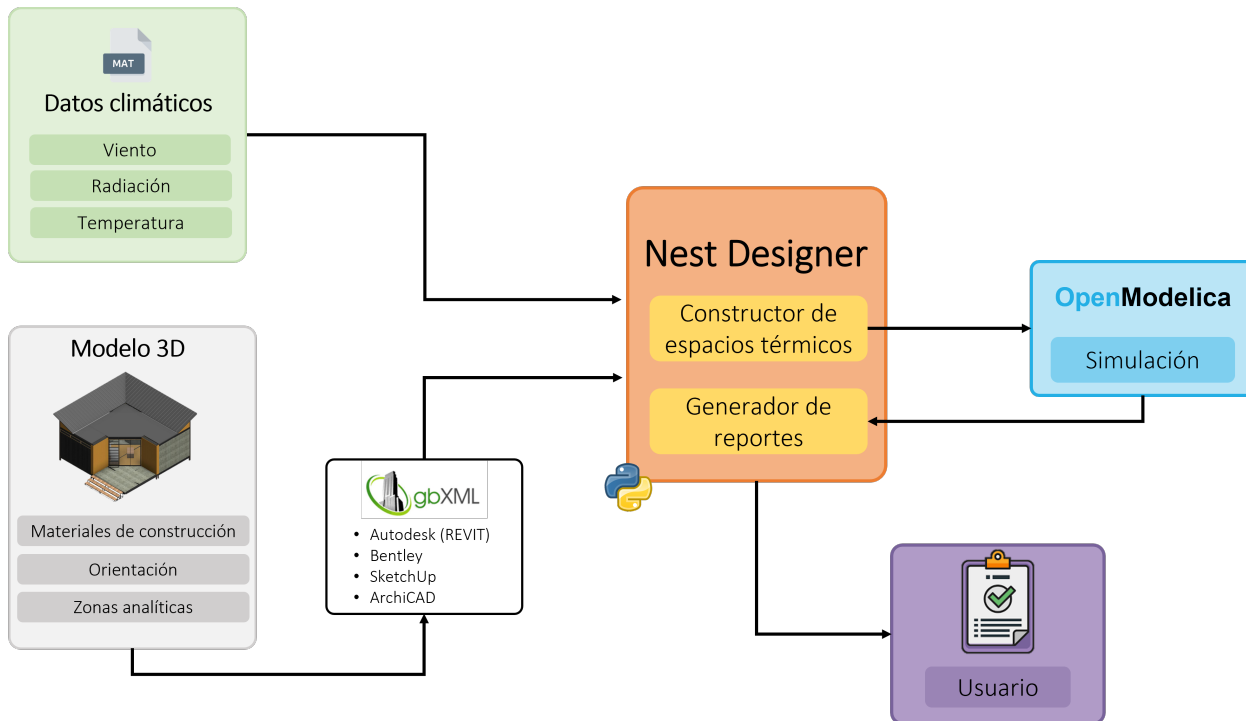 MAT
Datos climáticos
Viento
Radiación
Temperatura
Modelo 3D
Materiales de construcción
Orientación
Zonas analíticas
gbXML
• Autodesk (REVIT)
• Bentley
• SketchUp
• ArchiCAD
Nest Designer
Constructor de
espacios térmicos
Generador de
reportes
OpenModelica
Simulación
Usuario